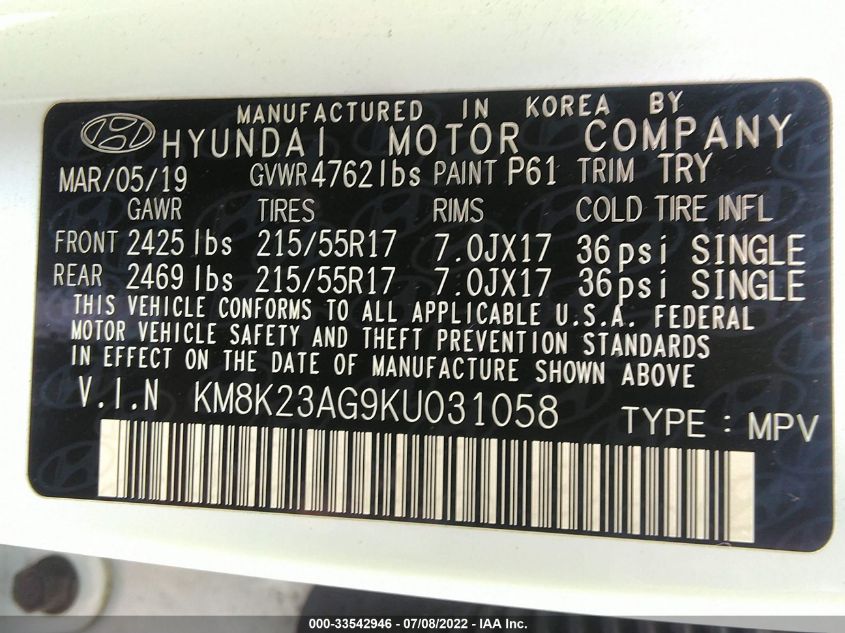 MANUFACTURED IN KOREA BY
HYUNDAI MOTOR COMPANY
MAR/05/19 GVWR 4762lbs PAINT P61 TRIM TRY
GAWR TIRES RIMS COLD TIRE INFL
FRONT 2425 lbs 215/55R17 7.0JX17 36psi SINGLE
REAR 2469 lbs 215/55R17 7.0JX17 36psi SINGLE
THIS VEHICLE CONFORMS TO ALL APPLICABLE U.S.A. FEDERAL
MOTOR VEHICLE SAFETY AND THEFT PREVENTION STANDARDS
IN EFFECT ON THE DATE OF MANUFACTURE SHOWN ABOVE.
V.I.N KM8K23AG9KU031058 TYPE : MPV
000-33542946 - 07/08/2022 - IAA Inc.